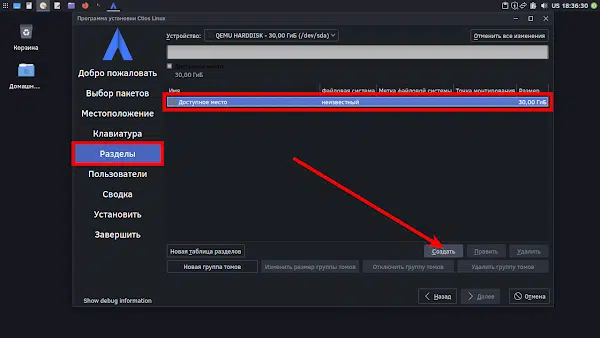 US 18:36:30
Программа установки Ctlos Linux
Корзина
Домашн...
Устройство: QEMU HARDDISK - 30,00 ГиБ (/dev/sda)
Отменить все изменения
Доступное место
30,00 ГиБ
Добро пожаловать
Выбор пакетов
Местоположение
Клавиатура
Разделы
Пользователи
Сводка
Установить
Завершить
Имя Файловая система Метка файловой системы Точка монтирования Размер
Доступное место неизвестный 30,00 ГиБ
Новая таблица разделов Создать Править Удалить
Новая группа томов Изменить размер группы томов Отключить группу томов Удалить группу томов
Show debug information
Назад Далее Отмена